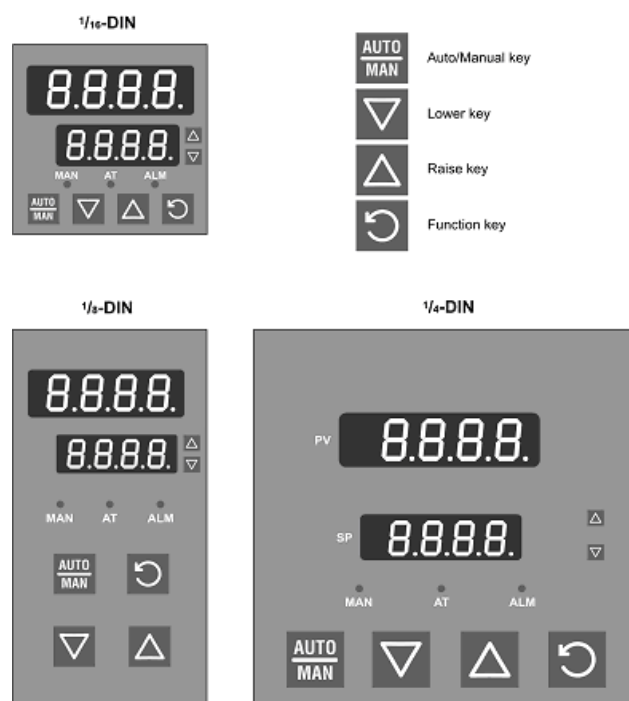 1/16-DIN
8.8.8.8.
8.8.8.8.
MAN AT ALM
AUTO
MAN
AUTO
MAN
Auto/Manual key
Lower key
Raise key
Function key
1/8-DIN
8.8.8.8.
8.8.8.8.
MAN AT ALM
AUTO
MAN
1/4-DIN
PV 8.8.8.8.
SP 8.8.8.8.
MAN AT ALM
AUTO
MAN